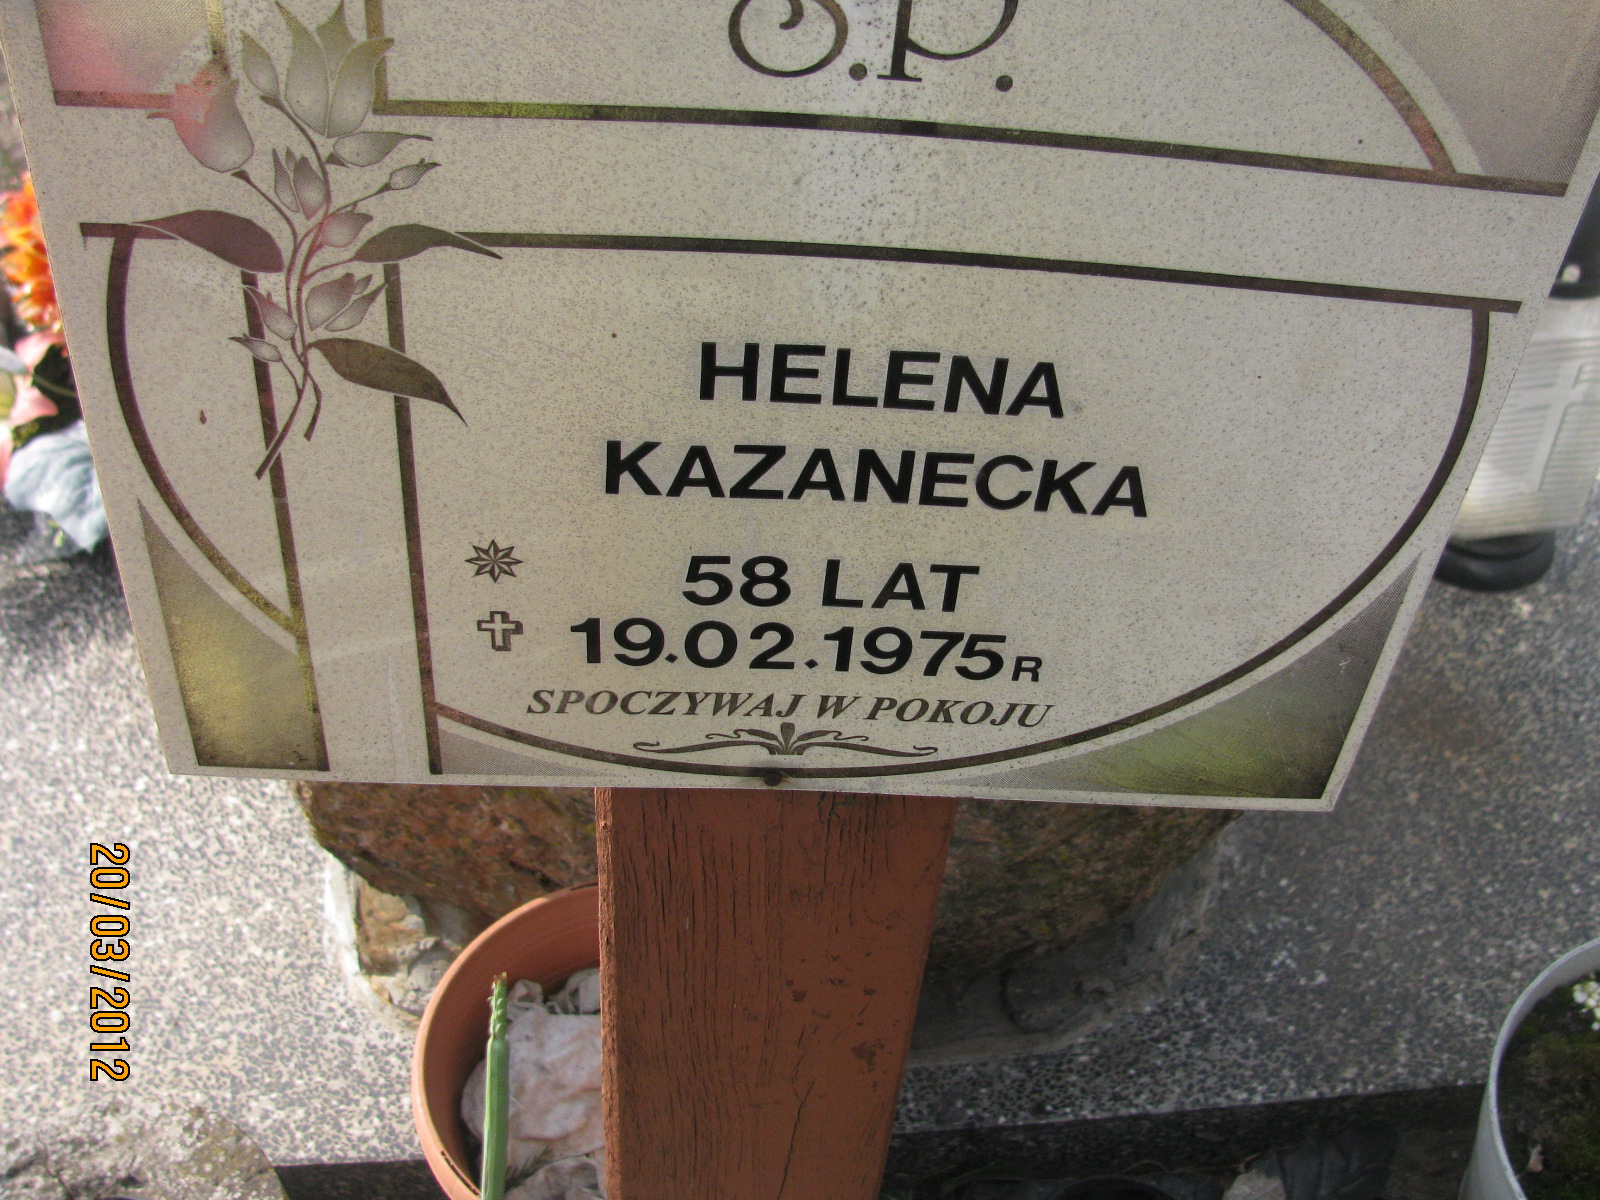 Ś.P.
HELENA
KAZANECKA
58 LAT
19.02.1975R
SPOCZYWAJ W POKOJU
20/03/2012